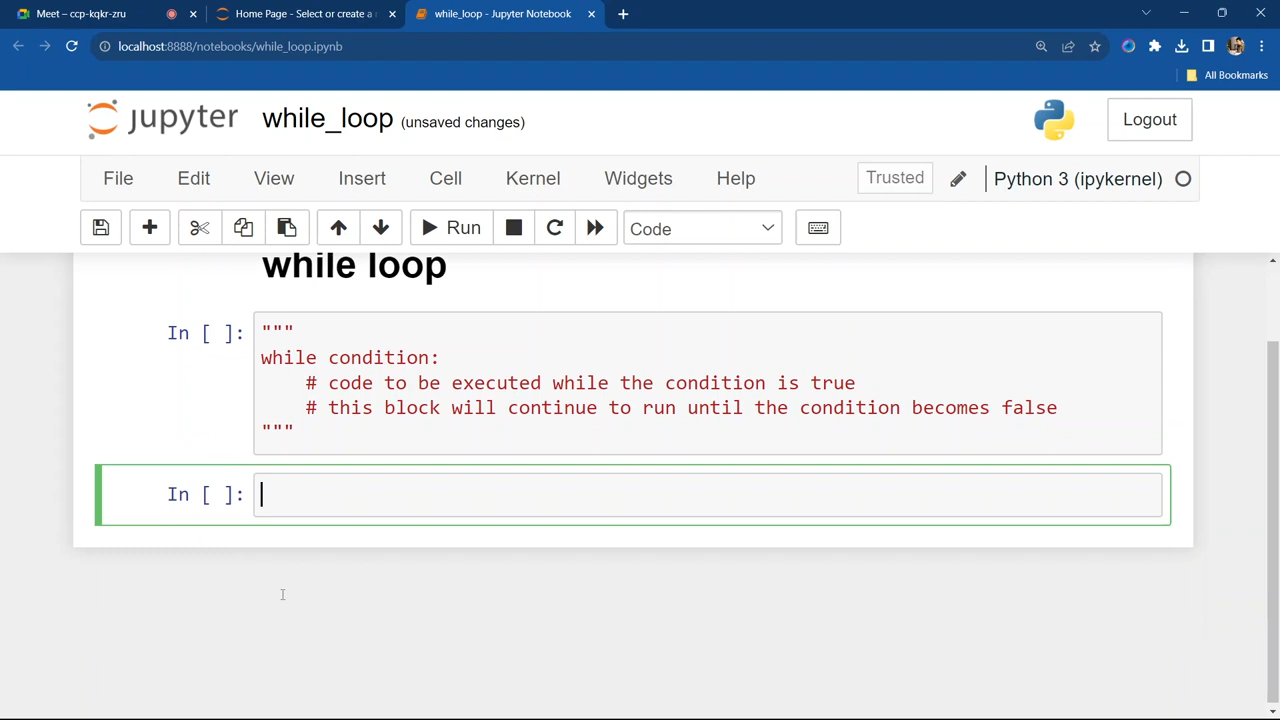 Meet – ccp-kqkr-zru
Home Page - Select or create a n
while_loop - Jupyter Notebook
localhost:8888/notebooks/while_loop.ipynb
All Bookmarks
jupyter while_loop (unsaved changes)
Logout
File Edit View Insert Cell Kernel Widgets Help
Trusted
Python 3 (ipykernel)
Run
Code
while loop
In [ ]:
"""
while condition:
    # code to be executed while the condition is true
    # this block will continue to run until the condition becomes false
"""
In [ ]: